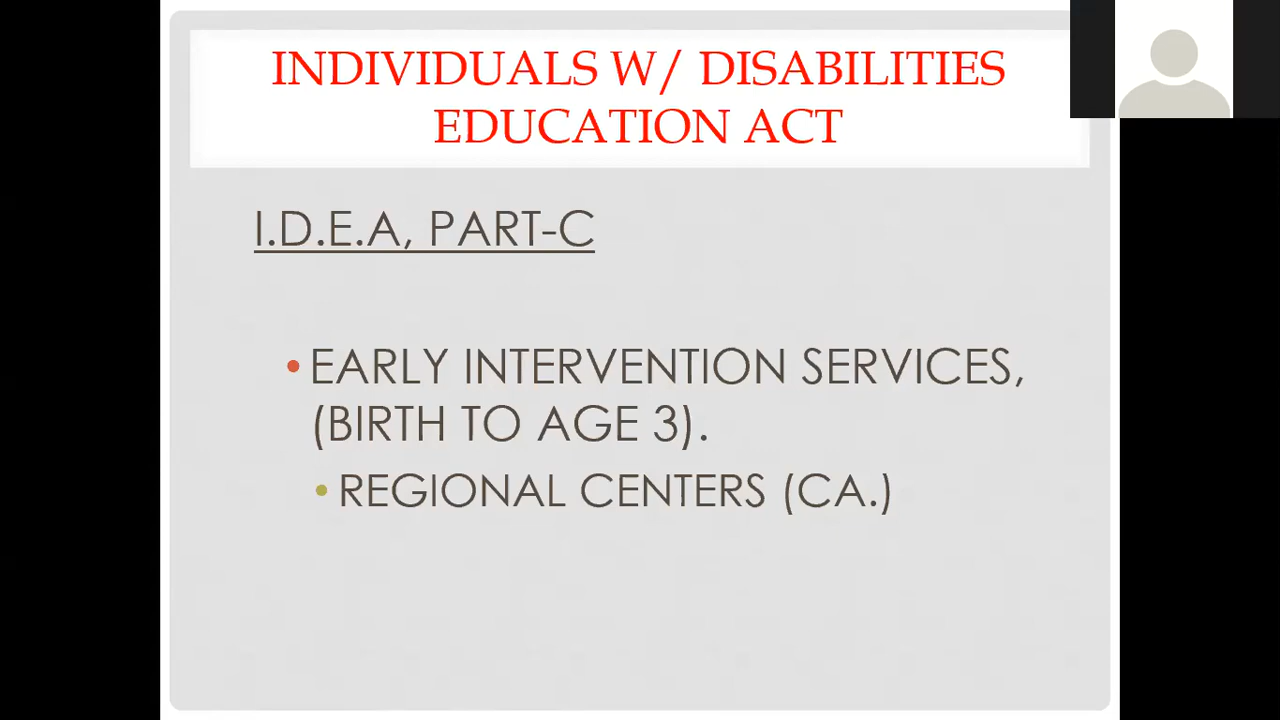 INDIVIDUALS W/ DISABILITIES
EDUCATION ACT
I.D.E.A, PART-C
•EARLY INTERVENTION SERVICES,
(BIRTH TO AGE 3).
•REGIONAL CENTERS (CA.)